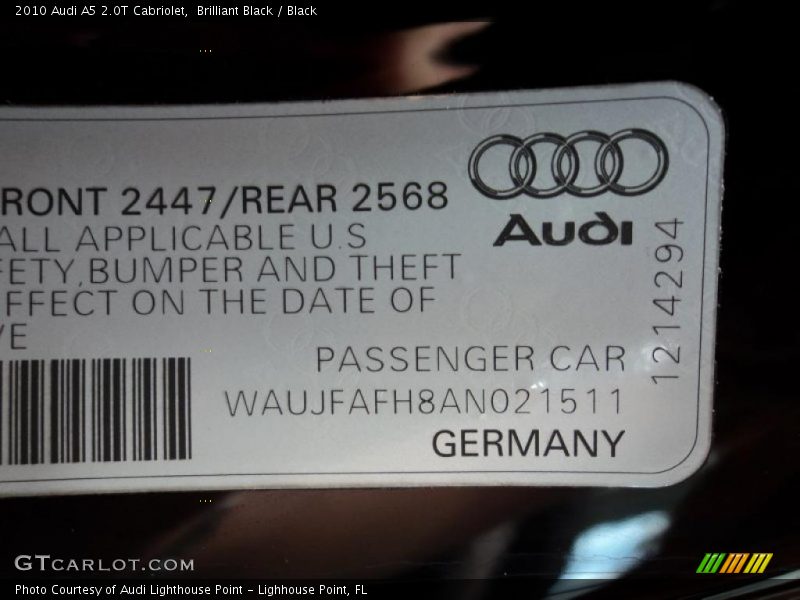 2010 Audi A5 2.0T Cabriolet,  Brilliant Black / Black
RONT 2447/REAR 2568
ALL APPLICABLE U.S
FETY,BUMPER AND THEFT
FFECT ON THE DATE OF
VE
Audi
1214294
PASSENGER CAR
WAUJFAFH8AN021511
GERMANY
GTCARLOT.COM
Photo Courtesy of Audi Lighthouse Point - Lighhouse Point, FL